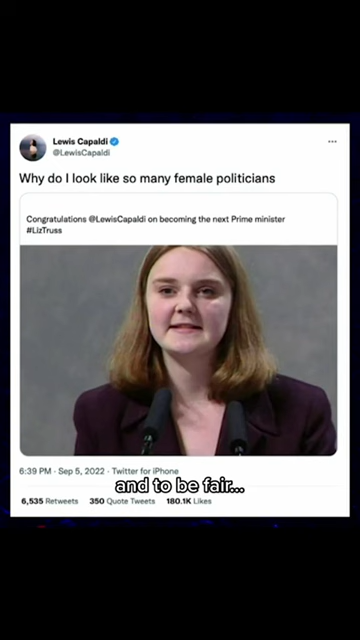 Lewis Capaldi
@LewisCapaldi
Why do I look like so many female politicians
Congratulations @LewisCapaldi on becoming the next Prime minister
#LizTruss
6:39 PM · Sep 5, 2022 · Twitter for iPhone
and to be fair...
6,535 Retweets 350 Quote Tweets 180.1K Likes